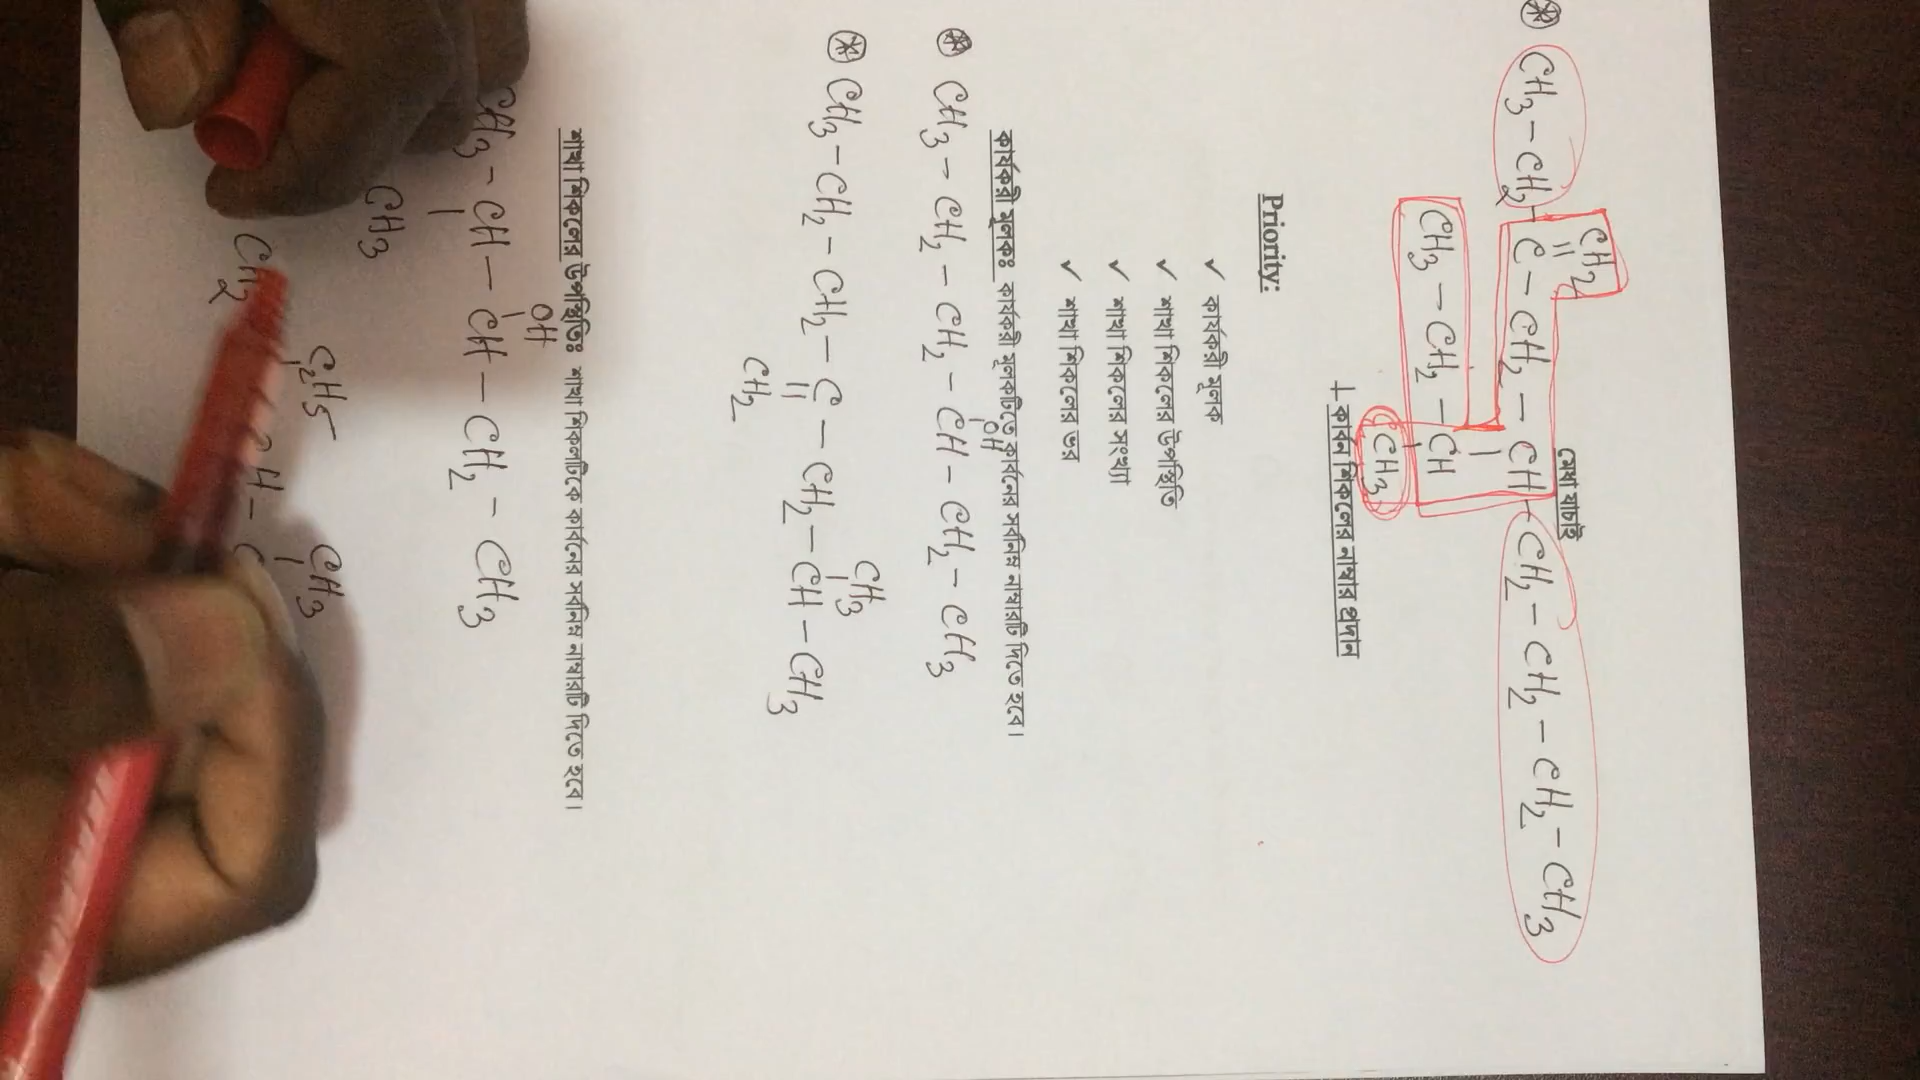 মেধা যাচাই
CH2
||
CH3 – CH2 – C – CH2 – CH – CH2 – CH2 – CH2 – CH3
|
CH3 – CH2 – CH
|
CH3
↓ কার্বন শিকলের নাম্বার প্রদান
Priority:
✓ কার্যকরী মূলক
✓ শাখা শিকলের উপস্থিতি
✓ শাখা শিকলের সংখ্যা
✓ শাখা শিকলের ভর
কার্যকরী মূলকঃ কার্যকরী মূলকটিতে কার্বনের সর্বনিম্ন নাম্বারটি দিতে হবে।
OH
|
CH3 – CH2 – CH2 – CH – CH2 – CH3
CH3
|
CH3 – CH2 – CH2 – C – CH2 – CH – CH3
||
CH2
শাখা শিকলের উপস্থিতিঃ শাখা শিকলটিকে কার্বনের সর্বনিম্ন নাম্বারটি দিতে হবে।
OH
|
CH3 – CH – CH – CH2 – CH3
|
CH3
C2H5 CH3
| |
CH2